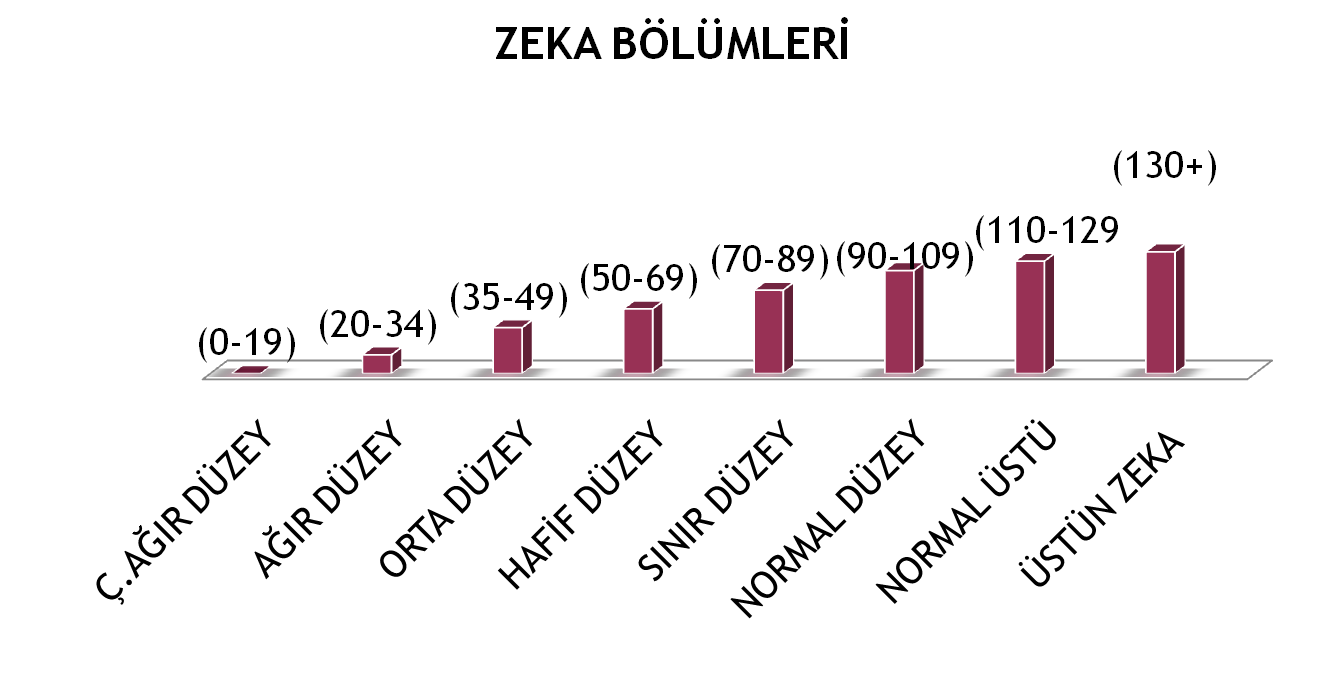 ZEKA BÖLÜMLERİ
(0-19)
(20-34)
(35-49)
(50-69)
(70-89)
(90-109)
(110-129
(130+)
Ç.AĞIR DÜZEY
AĞIR DÜZEY
ORTA DÜZEY
HAFİF DÜZEY
SINIR DÜZEY
NORMAL DÜZEY
NORMAL ÜSTÜ
ÜSTÜN ZEKA